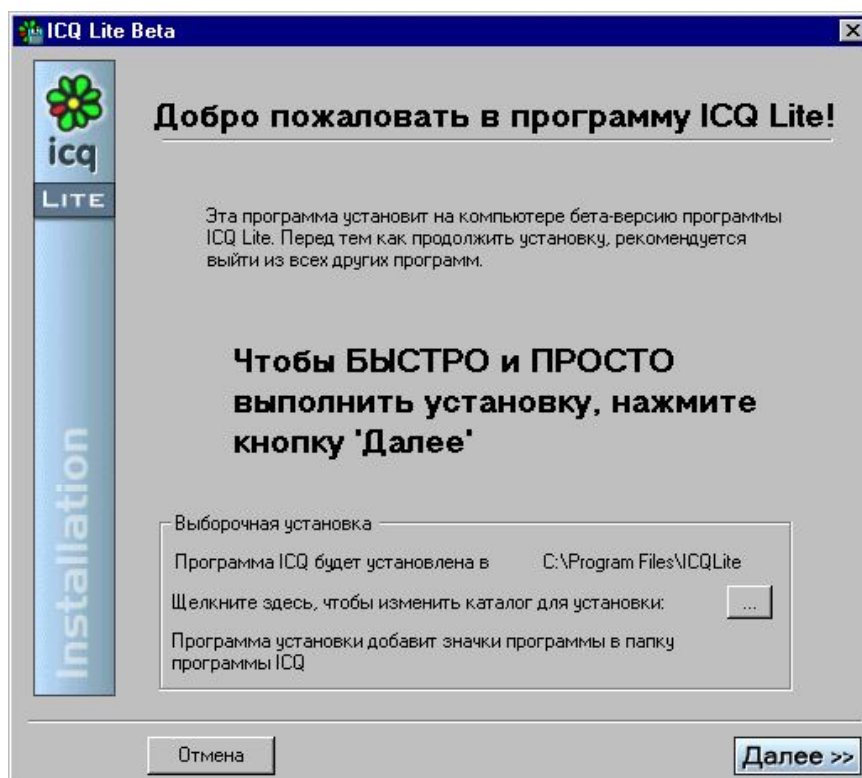 ICQ Lite Beta
icq
LITE
Installation
Добро пожаловать в программу ICQ Lite!
Эта программа установит на компьютере бета-версию программы
ICQ Lite. Перед тем как продолжить установку, рекомендуется
выйти из всех других программ.
Чтобы БЫСТРО и ПРОСТО
выполнить установку, нажмите
кнопку 'Далее'
Выборочная установка
Программа ICQ будет установлена в C:\Program Files\ICQLite
Щелкните здесь, чтобы изменить каталог для установки: ...
Программа установки добавит значки программы в папку
программы ICQ
Отмена
Далее >>